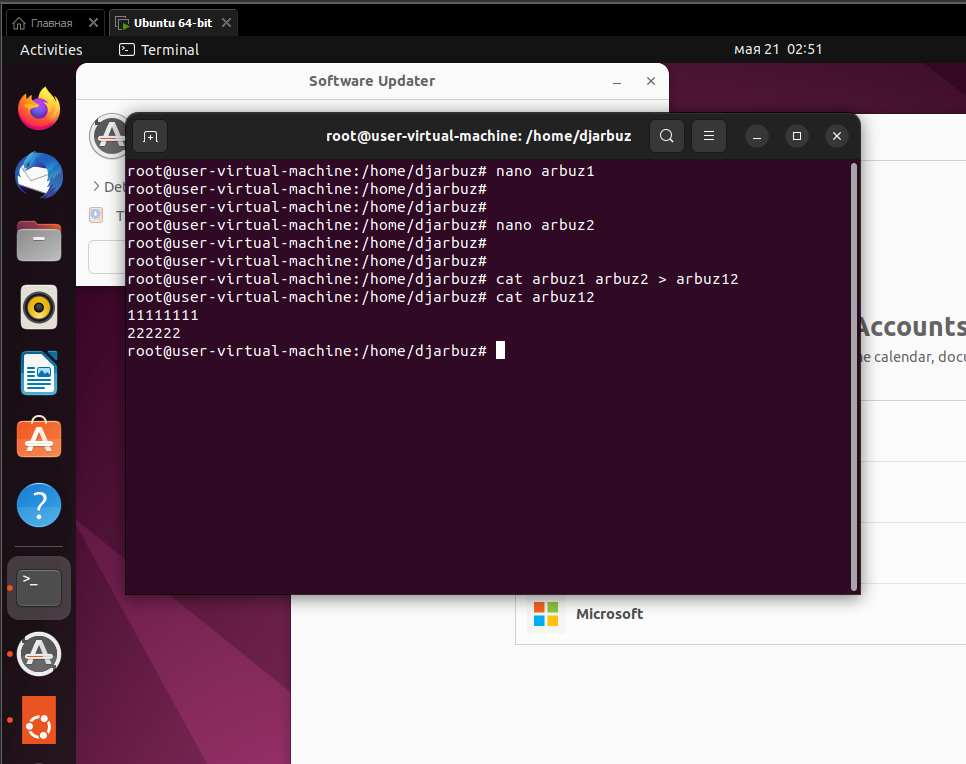 Главная
Ubuntu 64-bit
Activities
Terminal
мая 21 02:51
Software Updater
root@user-virtual-machine: /home/djarbuz
root@user-virtual-machine:/home/djarbuz# nano arbuz1
root@user-virtual-machine:/home/djarbuz#
root@user-virtual-machine:/home/djarbuz#
root@user-virtual-machine:/home/djarbuz# nano arbuz2
root@user-virtual-machine:/home/djarbuz#
root@user-virtual-machine:/home/djarbuz#
root@user-virtual-machine:/home/djarbuz# cat arbuz1 arbuz2 > arbuz12
root@user-virtual-machine:/home/djarbuz# cat arbuz12
11111111
222222
root@user-virtual-machine:/home/djarbuz#
Accounts
calendar,
Microsoft